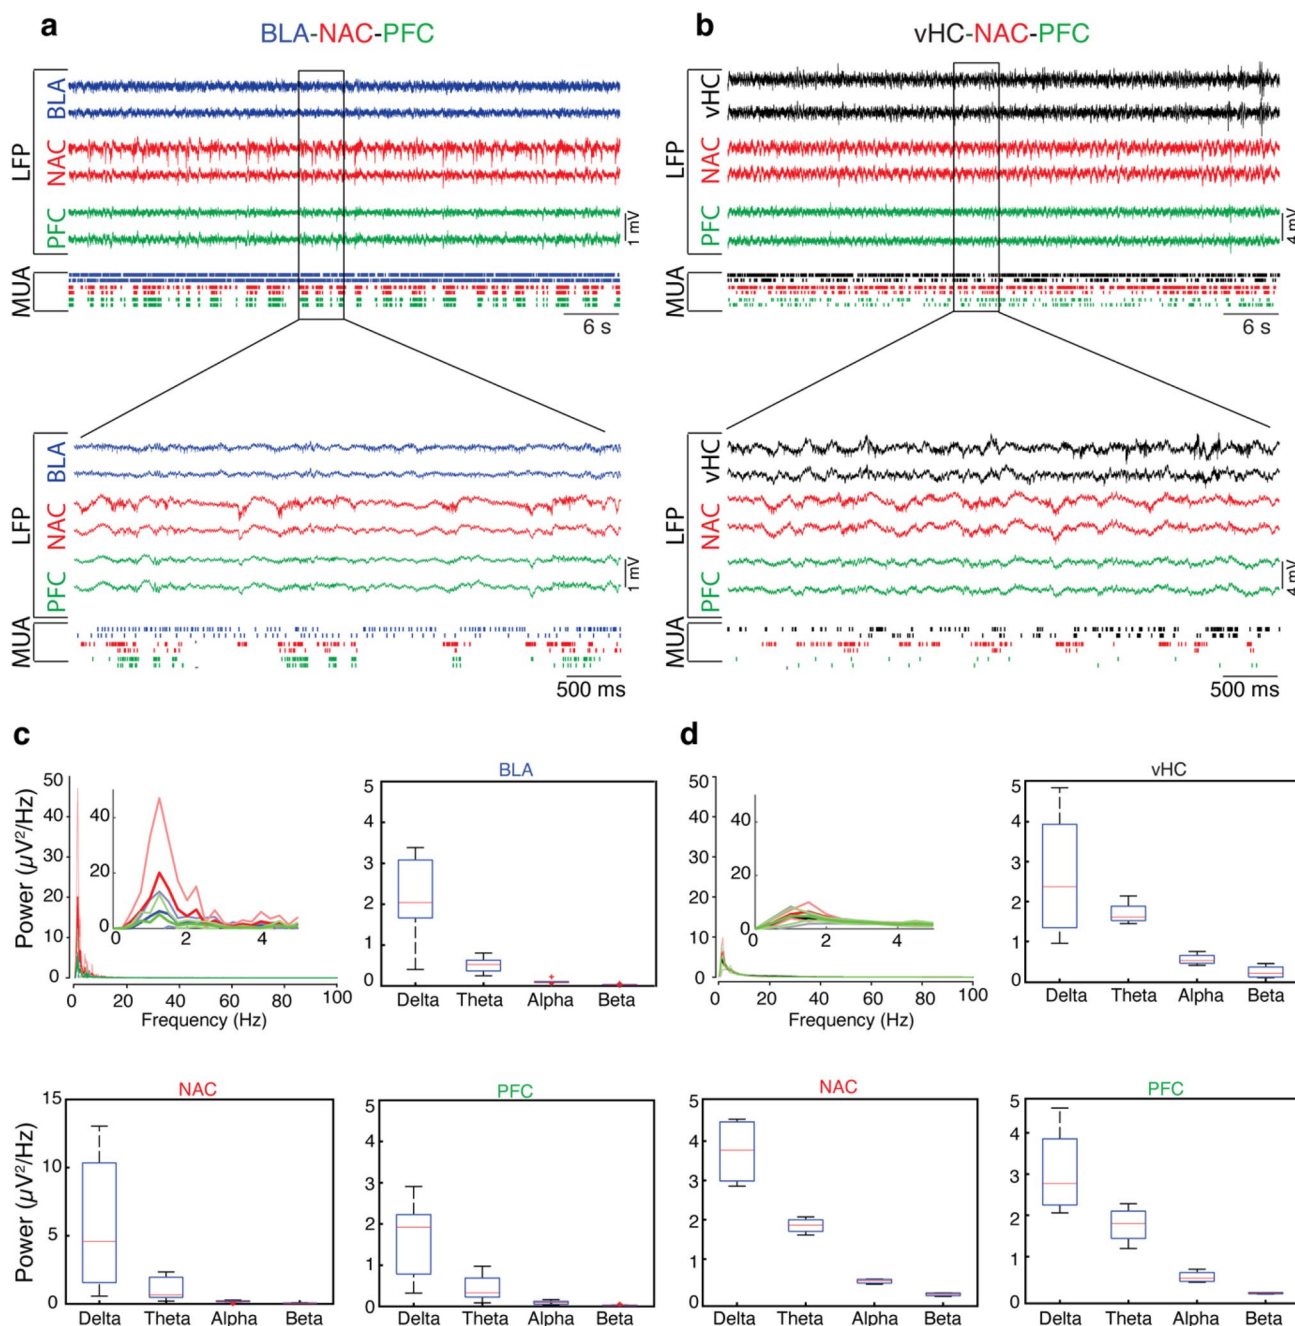 a
BLA-NAC-PFC
LFP
BLA
NAC
PFC
1 mV
MUA
6 s
LFP
BLA
NAC
PFC
1 mV
MUA
500 ms
b
vHC-NAC-PFC
LFP
vHC
NAC
PFC
4 mV
MUA
6 s
LFP
vHC
NAC
PFC
4 mV
MUA
500 ms
c
Power (µV²/Hz)
50
40
30
20
10
0
0 20 40 60 80 100
Frequency (Hz)
40
20
0
0 2 4
BLA
5
4
3
2
1
0
Delta Theta Alpha Beta
NAC
Power (µV²/Hz)
15
10
5
0
Delta Theta Alpha Beta
PFC
5
4
3
2
1
0
Delta Theta Alpha Beta
d
50
40
30
20
10
0
0 20 40 60 80 100
Frequency (Hz)
40
20
0
0 2 4
vHC
5
4
3
2
1
0
Delta Theta Alpha Beta
NAC
5
4
3
2
1
0
Delta Theta Alpha Beta
PFC
5
4
3
2
1
0
Delta Theta Alpha Beta